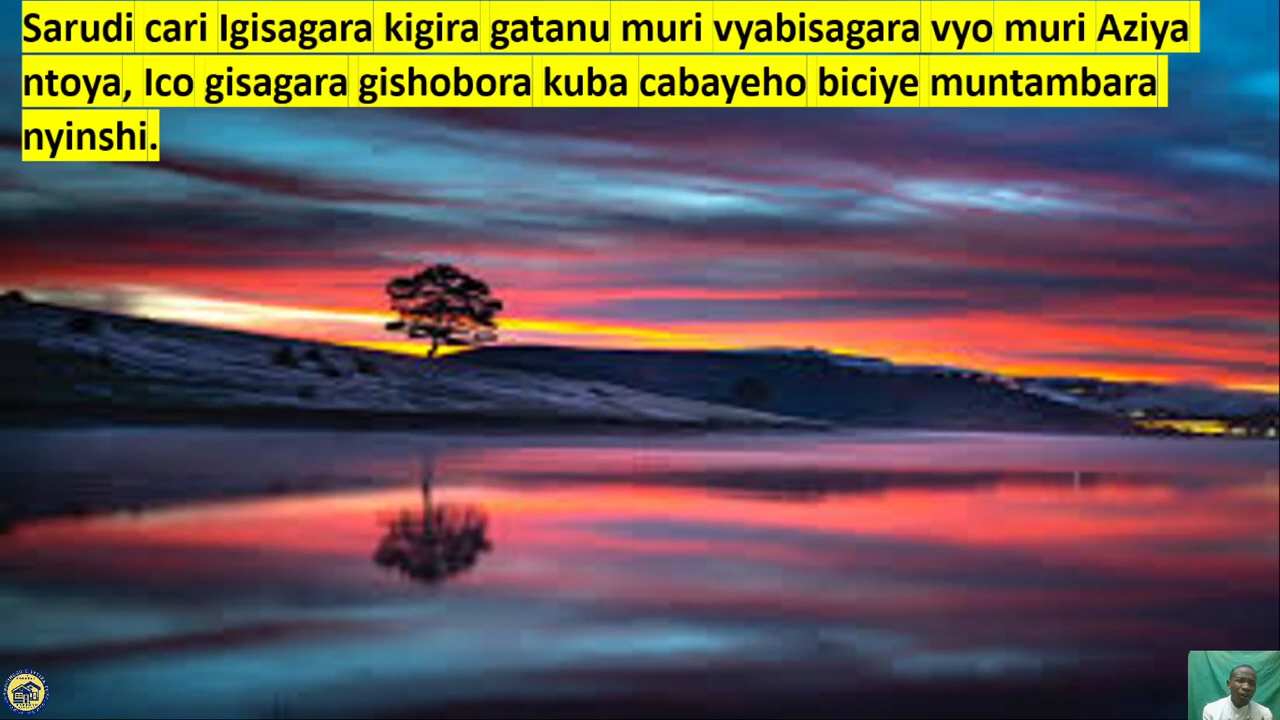 Sarudi cari Igisagara kigira gatanu muri vyabisagara vyo muri Aziya
ntoya, Ico gisagara gishobora kuba cabayeho biciye muntambara
nyinshi.